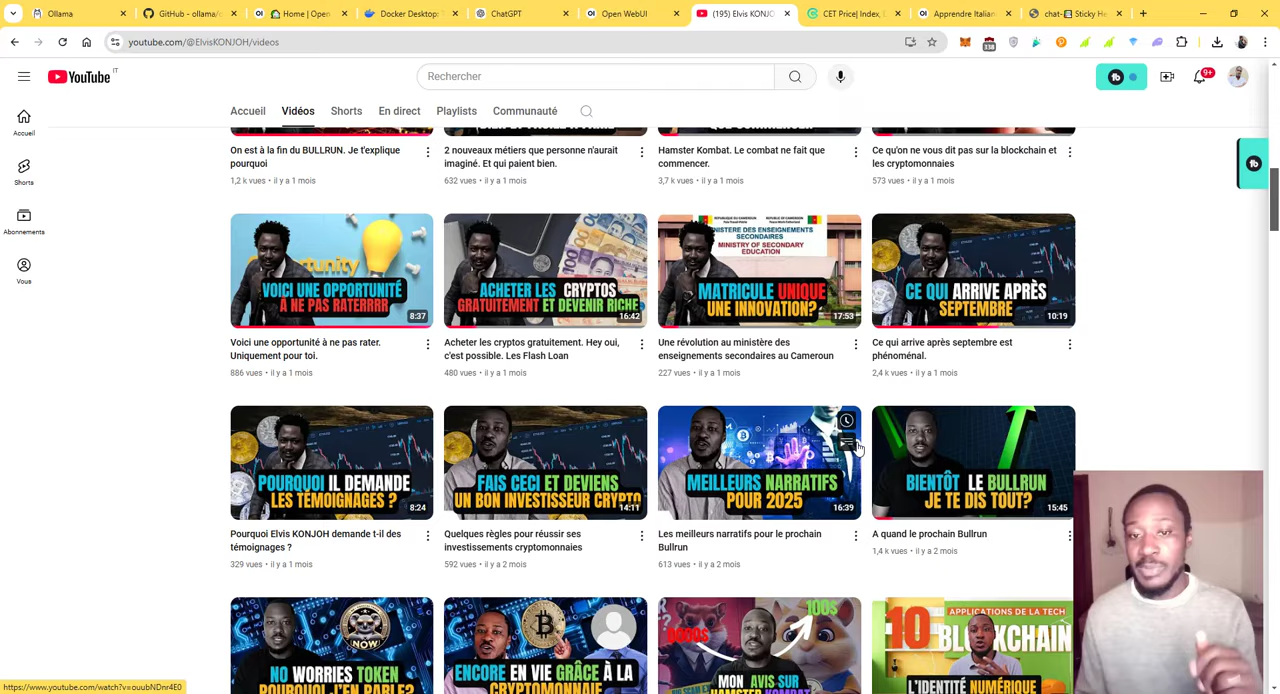 Ollama
GitHub - ollama/o
Home | Open
Docker Desktop:
ChatGPT
Open WebUI
(195) Elvis KONJO
CET Price| Index, L
Apprendre Italian
chat- Sticky He
youtube.com/@ElvisKONJOH/videos
YouTube IT
Rechercher
9+
Accueil
Shorts
Abonnements
Vous
Accueil Vidéos Shorts En direct Playlists Communauté
On est à la fin du BULLRUN. Je t'explique
pourquoi
1,2 k vues • il y a 1 mois
2 nouveaux métiers que personne n'aurait
imaginé. Et qui paient bien.
632 vues • il y a 1 mois
Hamster Kombat. Le combat ne fait que
commencer.
3,7 k vues • il y a 1 mois
Ce qu'on ne vous dit pas sur la blockchain et
les cryptomonnaies
573 vues • il y a 1 mois
VOICI UNE OPPORTUNITÉ
À NE PAS RATERRRR
8:37
Voici une opportunité à ne pas rater.
Uniquement pour toi.
886 vues • il y a 1 mois
ACHETER LES CRYPTOS
GRATUITEMENT ET DEVENIR RICHE
16:42
Acheter les cryptos gratuitement. Hey oui,
c'est possible. Les Flash Loan
480 vues • il y a 1 mois
MINISTERE DES ENSEIGNEMENTS
SECONDAIRES
MINISTRY OF SECONDARY
EDUCATION
MATRICULE UNIQUE
UNE INNOVATION?
17:53
Une révolution au ministère des
enseignements secondaires au Cameroun
227 vues • il y a 1 mois
CE QUI ARRIVE APRÈS
SEPTEMBRE
10:19
Ce qui arrive après septembre est
phénoménal.
2,4 k vues • il y a 1 mois
POURQUOI IL DEMANDE
LES TÉMOIGNAGES ?
8:24
Pourquoi Elvis KONJOH demande t-il des
témoignages ?
329 vues • il y a 1 mois
FAIS CECI ET DEVIENS
UN BON INVESTISSEUR CRYPTO
14:11
Quelques règles pour réussir ses
investissements cryptomonnaies
592 vues • il y a 2 mois
MEILLEURS NARRATIFS
POUR 2025
16:39
Les meilleurs narratifs pour le prochain
Bullrun
613 vues • il y a 2 mois
BIENTÔT LE BULLRUN
JE TE DIS TOUT?
15:45
A quand le prochain Bullrun
1,4 k vues • il y a 2 mois
NOW
NO WORRIES TOKEN
POURQUOI J'EN PARLE?
ENCORE EN VIE GRÂCE À LA
CRYPTOMONNAIE
100$
MON AVIS SUR
HAMSTER KOMBAT
10 APPLICATIONS DE LA TECH
BLOCKCHAIN
L'IDENTITÉ NUMÉRIQUE
https://www.youtube.com/watch?v=ouubNDnr4E0